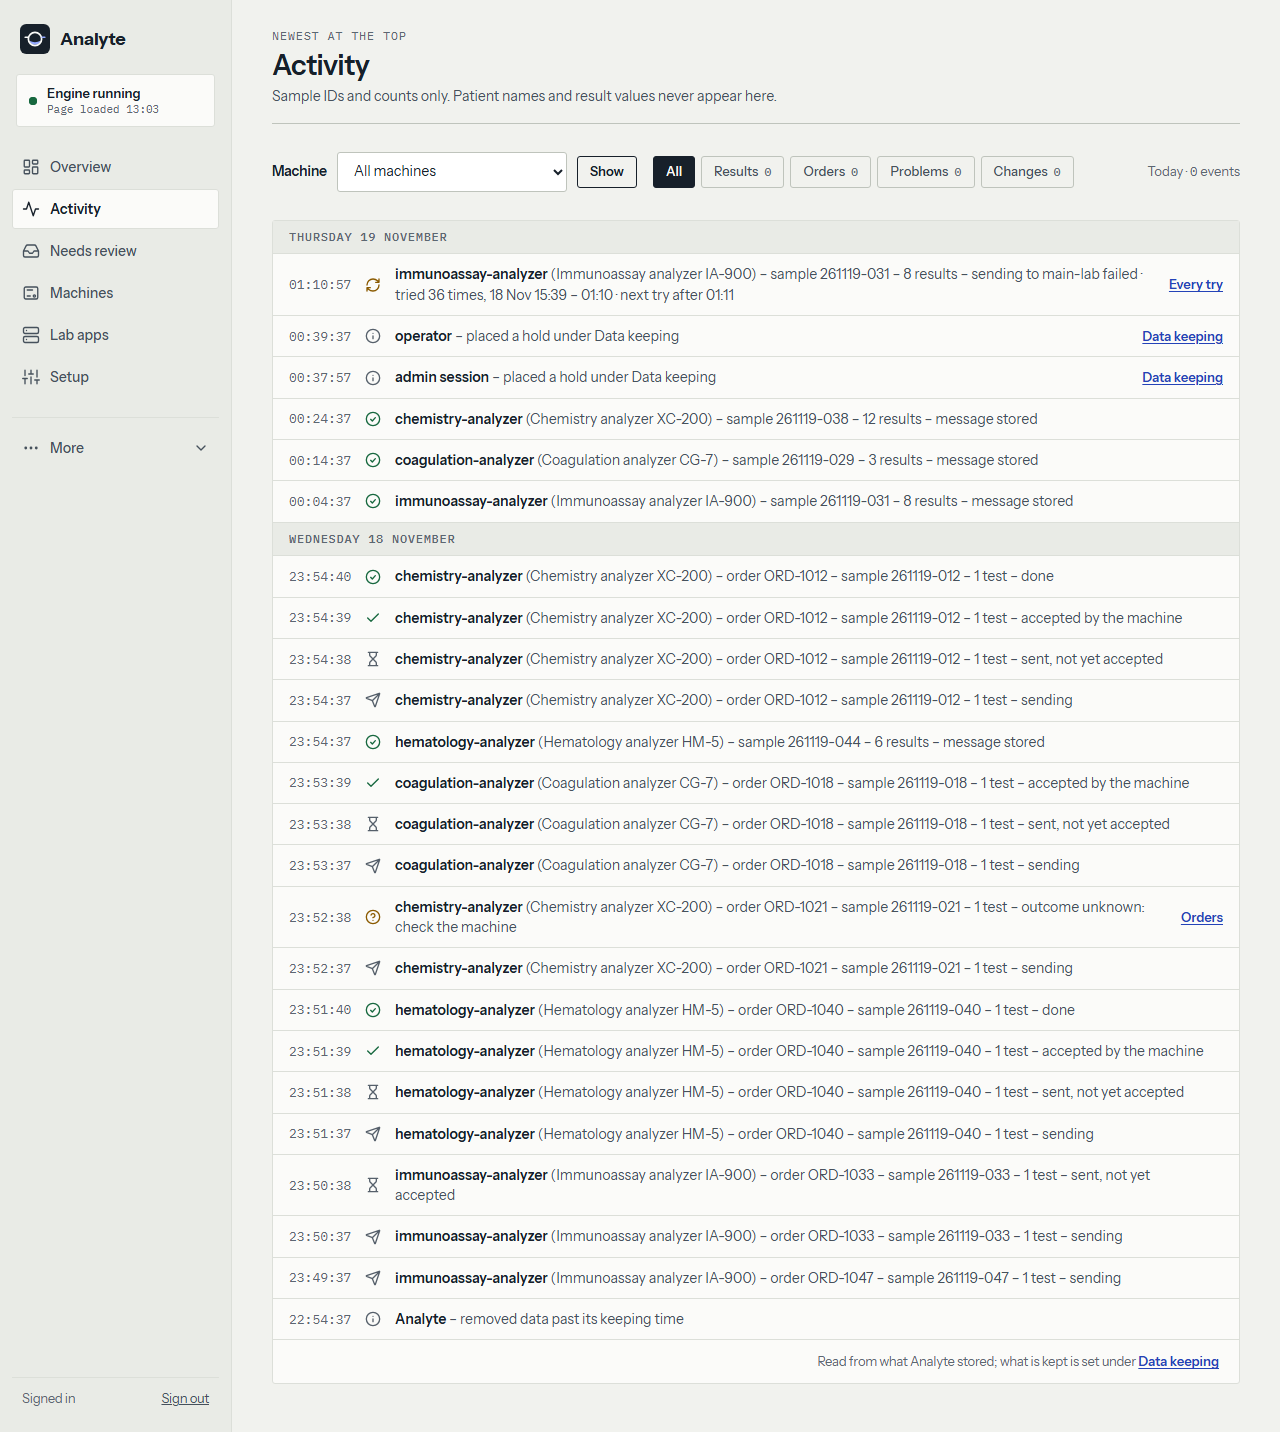 Analyte
Engine running
Page loaded 13:03
Overview
Activity
Needs review
Machines
Lab apps
Setup
More
Signed in
Sign out
NEWEST AT THE TOP
Activity
Sample IDs and counts only. Patient names and result values never appear here.
Machine All machines Show All Results 0 Orders 0 Problems 0 Changes 0 Today · 0 events
THURSDAY 19 NOVEMBER
01:10:57 immunoassay-analyzer (Immunoassay analyzer IA-900) – sample 261119-031 – 8 results – sending to main-lab failed ·
tried 36 times, 18 Nov 15:39 – 01:10 · next try after 01:11
Every try
00:39:37 operator – placed a hold under Data keeping Data keeping
00:37:57 admin session – placed a hold under Data keeping Data keeping
00:24:37 chemistry-analyzer (Chemistry analyzer XC-200) – sample 261119-038 – 12 results – message stored
00:14:37 coagulation-analyzer (Coagulation analyzer CG-7) – sample 261119-029 – 3 results – message stored
00:04:37 immunoassay-analyzer (Immunoassay analyzer IA-900) – sample 261119-031 – 8 results – message stored
WEDNESDAY 18 NOVEMBER
23:54:40 chemistry-analyzer (Chemistry analyzer XC-200) – order ORD-1012 – sample 261119-012 – 1 test – done
23:54:39 chemistry-analyzer (Chemistry analyzer XC-200) – order ORD-1012 – sample 261119-012 – 1 test – accepted by the machine
23:54:38 chemistry-analyzer (Chemistry analyzer XC-200) – order ORD-1012 – sample 261119-012 – 1 test – sent, not yet accepted
23:54:37 chemistry-analyzer (Chemistry analyzer XC-200) – order ORD-1012 – sample 261119-012 – 1 test – sending
23:54:37 hematology-analyzer (Hematology analyzer HM-5) – sample 261119-044 – 6 results – message stored
23:53:39 coagulation-analyzer (Coagulation analyzer CG-7) – order ORD-1018 – sample 261119-018 – 1 test – accepted by the machine
23:53:38 coagulation-analyzer (Coagulation analyzer CG-7) – order ORD-1018 – sample 261119-018 – 1 test – sent, not yet accepted
23:53:37 coagulation-analyzer (Coagulation analyzer CG-7) – order ORD-1018 – sample 261119-018 – 1 test – sending
23:52:38 chemistry-analyzer (Chemistry analyzer XC-200) – order ORD-1021 – sample 261119-021 – 1 test – outcome unknown:
check the machine
Orders
23:52:37 chemistry-analyzer (Chemistry analyzer XC-200) – order ORD-1021 – sample 261119-021 – 1 test – sending
23:51:40 hematology-analyzer (Hematology analyzer HM-5) – order ORD-1040 – sample 261119-040 – 1 test – done
23:51:39 hematology-analyzer (Hematology analyzer HM-5) – order ORD-1040 – sample 261119-040 – 1 test – accepted by the machine
23:51:38 hematology-analyzer (Hematology analyzer HM-5) – order ORD-1040 – sample 261119-040 – 1 test – sent, not yet accepted
23:51:37 hematology-analyzer (Hematology analyzer HM-5) – order ORD-1040 – sample 261119-040 – 1 test – sending
23:50:38 immunoassay-analyzer (Immunoassay analyzer IA-900) – order ORD-1033 – sample 261119-033 – 1 test – sent, not yet
accepted
23:50:37 immunoassay-analyzer (Immunoassay analyzer IA-900) – order ORD-1033 – sample 261119-033 – 1 test – sending
23:49:37 immunoassay-analyzer (Immunoassay analyzer IA-900) – order ORD-1047 – sample 261119-047 – 1 test – sending
22:54:37 Analyte – removed data past its keeping time
Read from what Analyte stored; what is kept is set under Data keeping